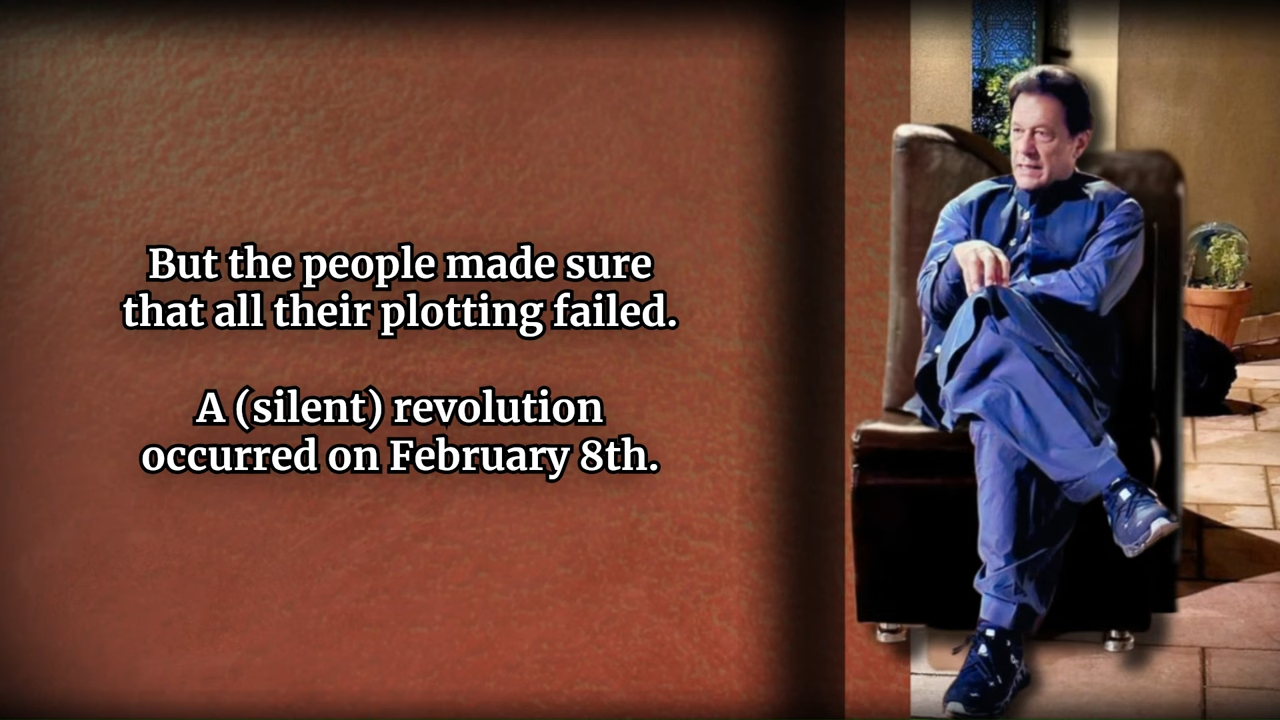 But the people made sure
that all their plotting failed.
A (silent) revolution
occurred on February 8th.